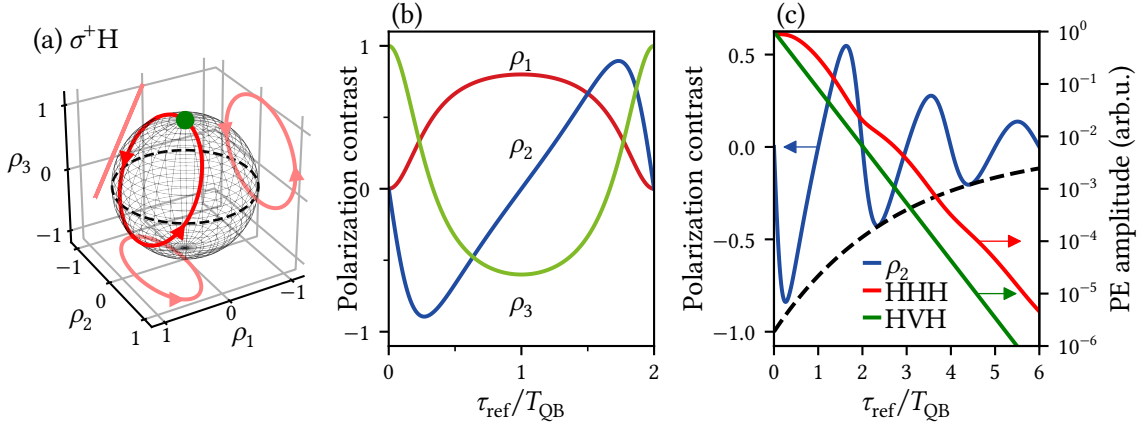 (a) σ⁺H
1
0
−1
ρ₃
−1
0
1
ρ₂
1
0
−1
ρ₁
(b)
Polarization contrast
1
0
−1
ρ₁
ρ₂
ρ₃
0
1
2
τ_ref/T_QB
(c)
Polarization contrast
0.5
0.0
−0.5
−1.0
ρ₂
HHH
HVH
0
1
2
3
4
5
6
τ_ref/T_QB
10⁰
10⁻¹
10⁻²
10⁻³
10⁻⁴
10⁻⁵
10⁻⁶
PE amplitude (arb.u.)